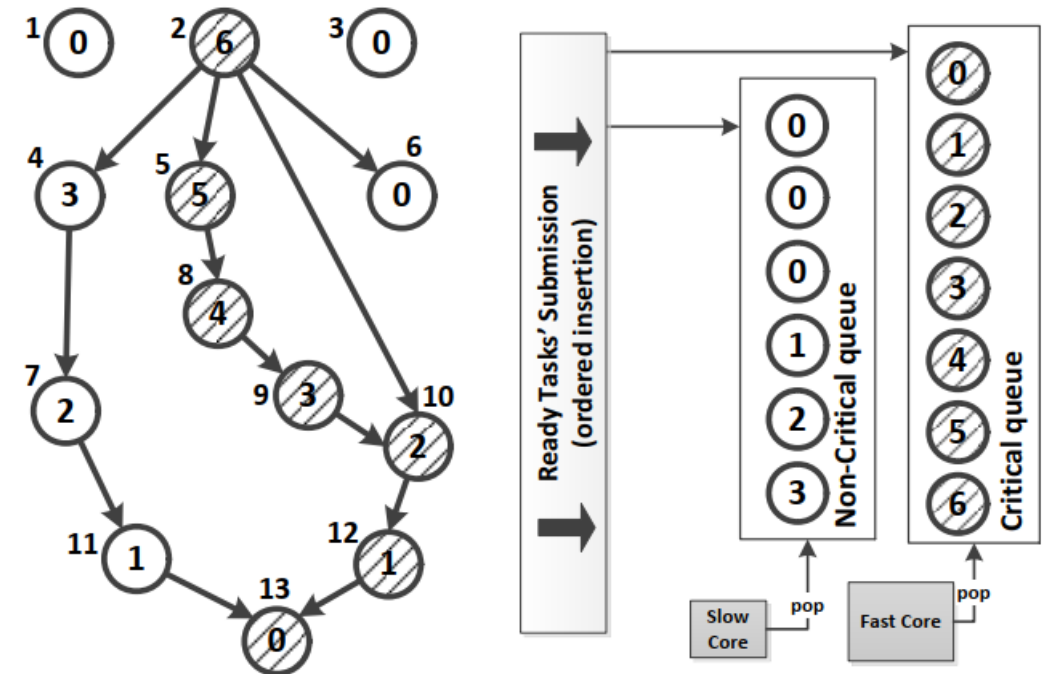 1 0 2 6 3 0
4 3 5 5 6 0
8 4
7 2 9 3 10 2
11 1 12 1
13 0
Ready Tasks' Submission
(ordered insertion)
0
0
0
1
2
3
Non-Critical queue
0
1
2
3
4
5
6
Critical queue
pop
Slow
Core
pop
Fast Core